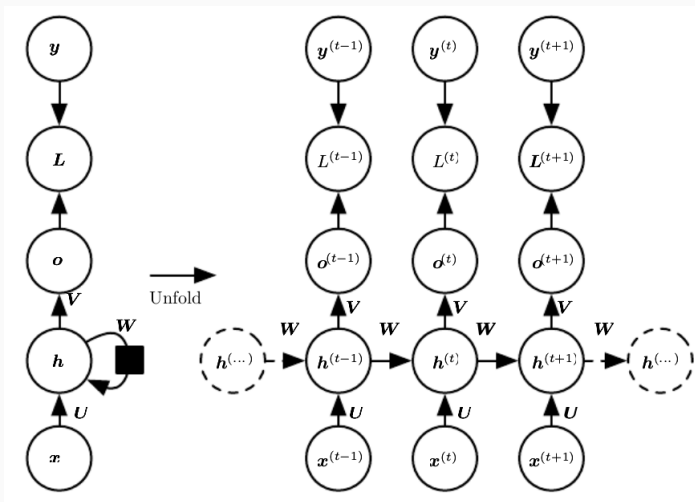 y y^(t−1) y^(t) y^(t+1)
L L^(t−1) L^(t) L^(t+1)
o o^(t−1) o^(t) o^(t+1)
Unfold
V V V V
W W W W W
h h^(...) h^(t−1) h^(t) h^(t+1) h^(...)
U U U U
x x^(t−1) x^(t) x^(t+1)